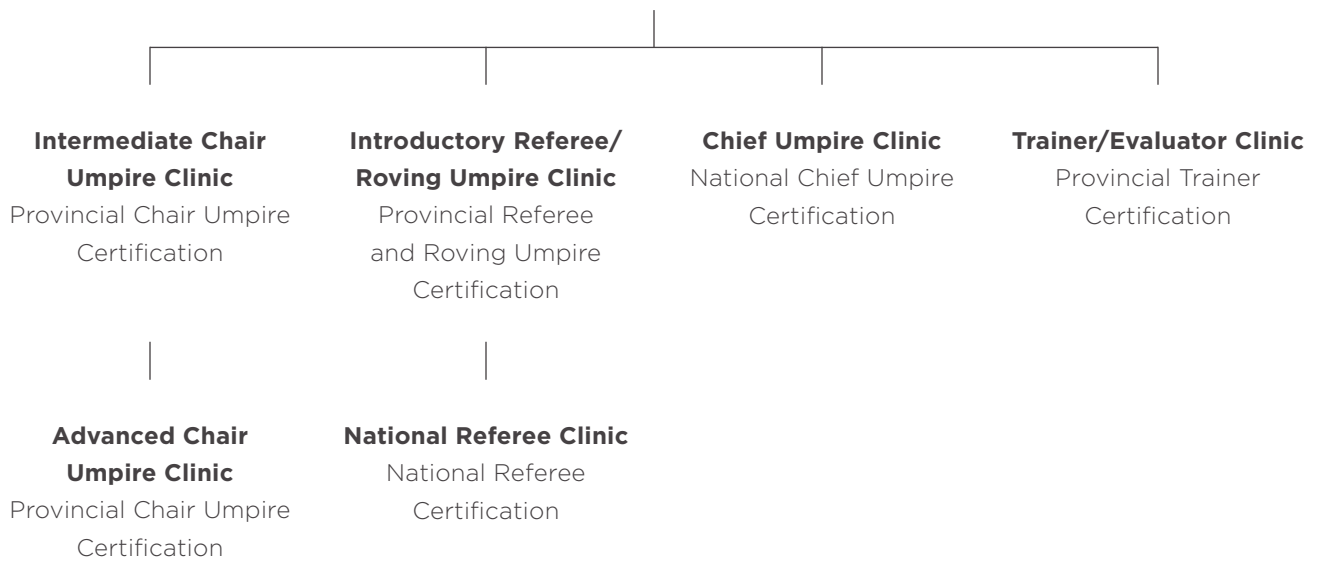 Intermediate Chair
Umpire Clinic
Provincial Chair Umpire
Certification
Introductory Referee/
Roving Umpire Clinic
Provincial Referee
and Roving Umpire
Certification
Chief Umpire Clinic
National Chief Umpire
Certification
Trainer/Evaluator Clinic
Provincial Trainer
Certification
Advanced Chair
Umpire Clinic
Provincial Chair Umpire
Certification
National Referee Clinic
National Referee
Certification